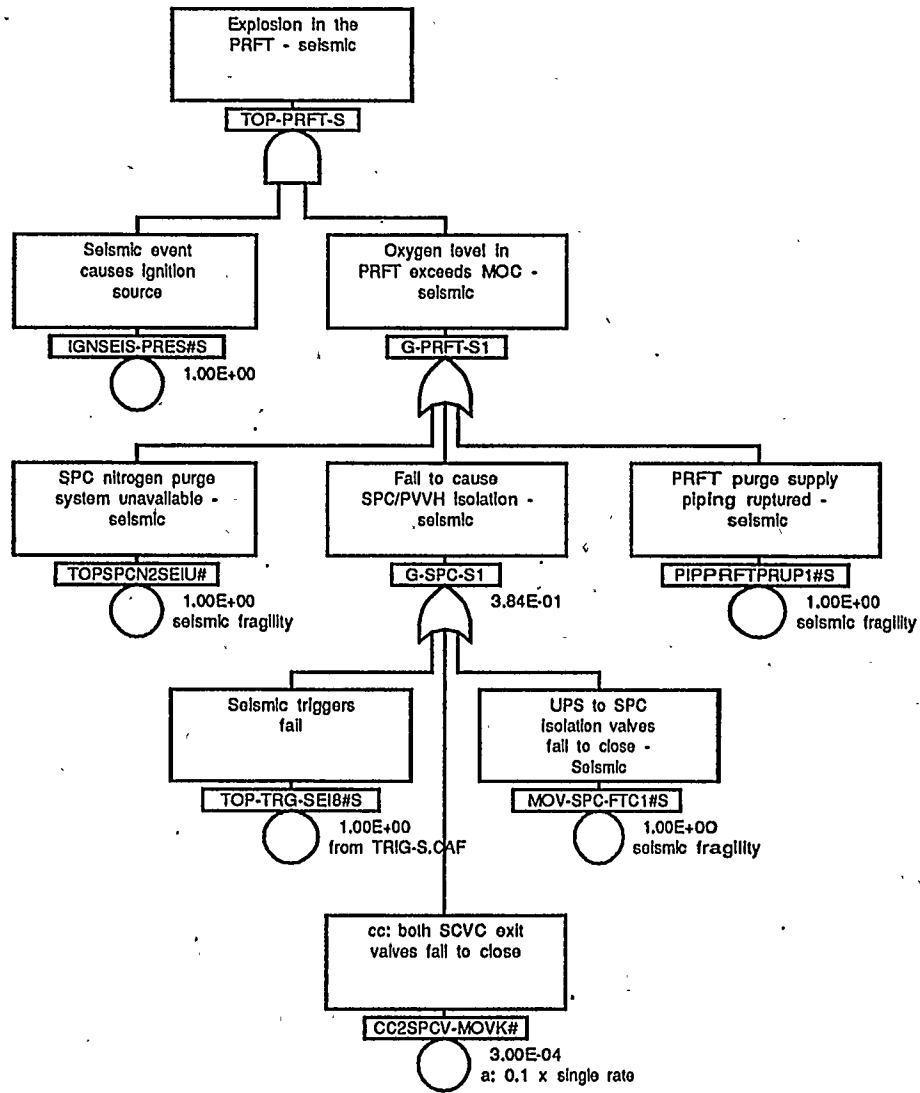 Explosion in the
PRFT - seismic
TOP-PRFT-S
Seismic event
causes ignition
source
IGNSEIS-PRES#S
1.00E+00
Oxygen level in
PRFT exceeds MOC -
seismic
G-PRFT-S1
SPC nitrogen purge
system unavailable -
seismic
TOPSPCN2SEIU#
1.00E+00
seismic fragility
Fail to cause
SPC/PVVH isolation -
seismic
G-SPC-S1
3.84E-01
PRFT purge supply
piping ruptured -
seismic
PIPPRFTPRUP1#S
1.00E+00
seismic fragility
Seismic triggers
fail
TOP-TRG-SEI8#S
1.00E+00
from TRIG-S.CAF
UPS to SPC
isolation valves
fail to close -
Seismic
MOV-SPC-FTC1#S
1.00E+00
seismic fragility
cc: both SCVC exit
valves fail to close
CC2SPCV-MOVK#
3.00E-04
a: 0.1 x single rate